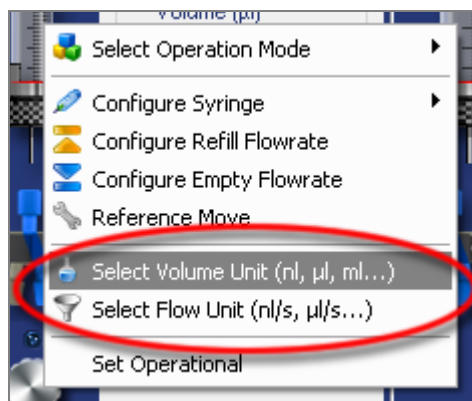 Volume (µl)
Select Operation Mode
Configure Syringe
Configure Refill Flowrate
Configure Empty Flowrate
Reference Move
Select Volume Unit (nl, µl, ml...)
Select Flow Unit (nl/s, µl/s...)
Set Operational